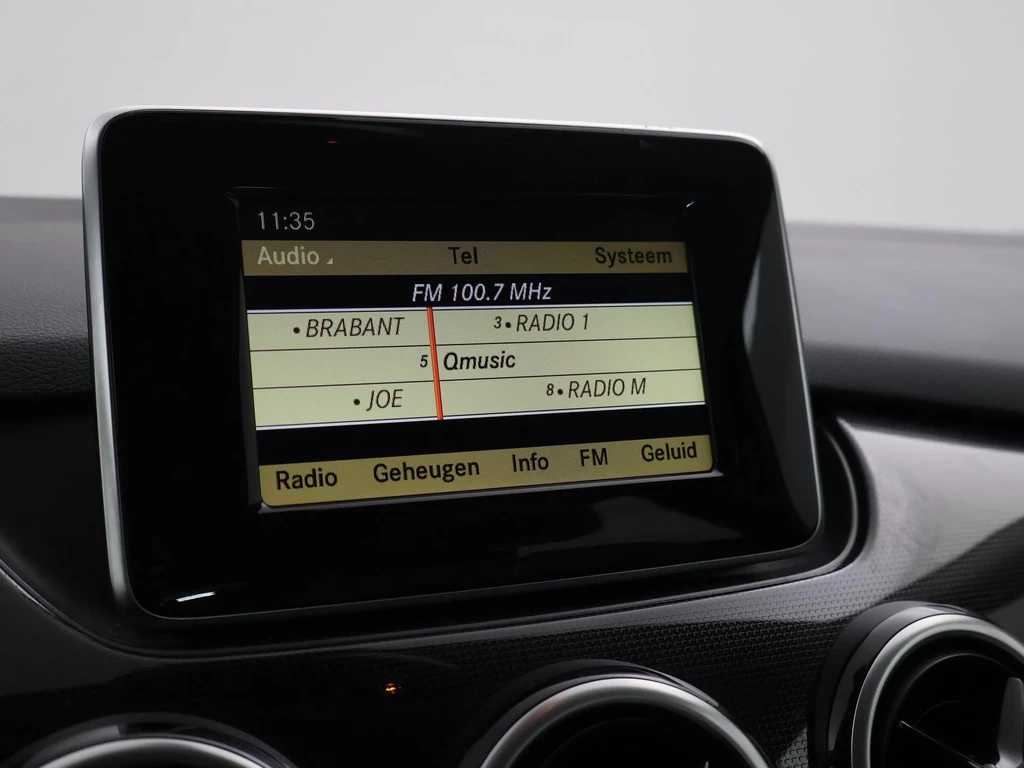 11:35
Audio Tel Systeem
FM 100.7 MHz
• BRABANT 3 • RADIO 1
5 Qmusic
• JOE 8 • RADIO M
Radio Geheugen Info FM Geluid